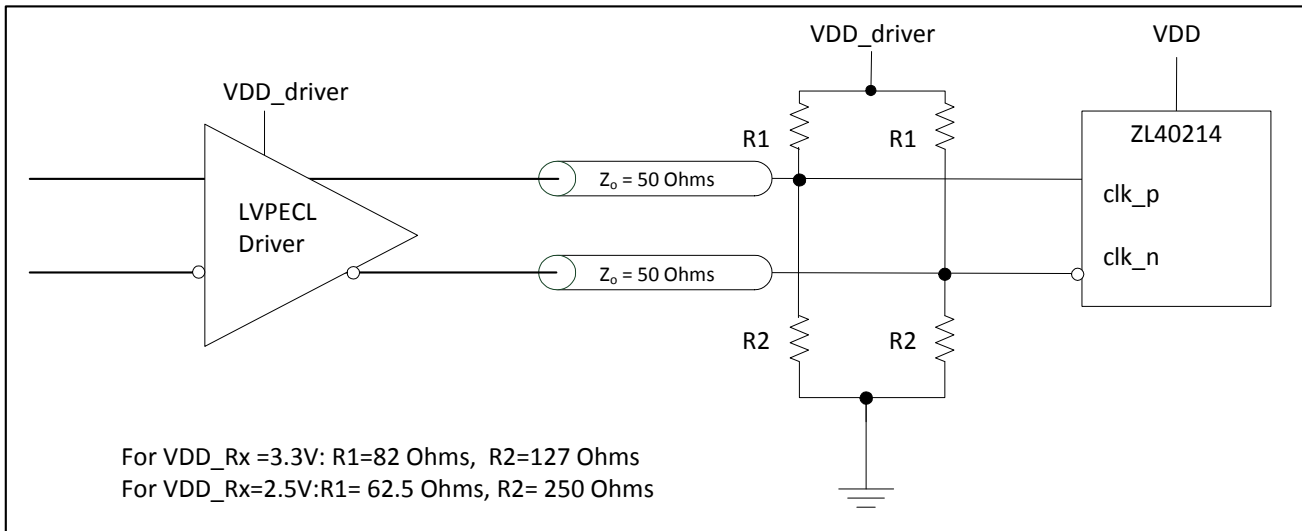 VDD_driver
VDD
VDD_driver
R1
R1
ZL40214
Zo = 50 Ohms
clk_p
LVPECL
Driver
clk_n
Zo = 50 Ohms
R2
R2
For VDD_Rx =3.3V: R1=82 Ohms, R2=127 Ohms
For VDD_Rx=2.5V:R1= 62.5 Ohms, R2= 250 Ohms